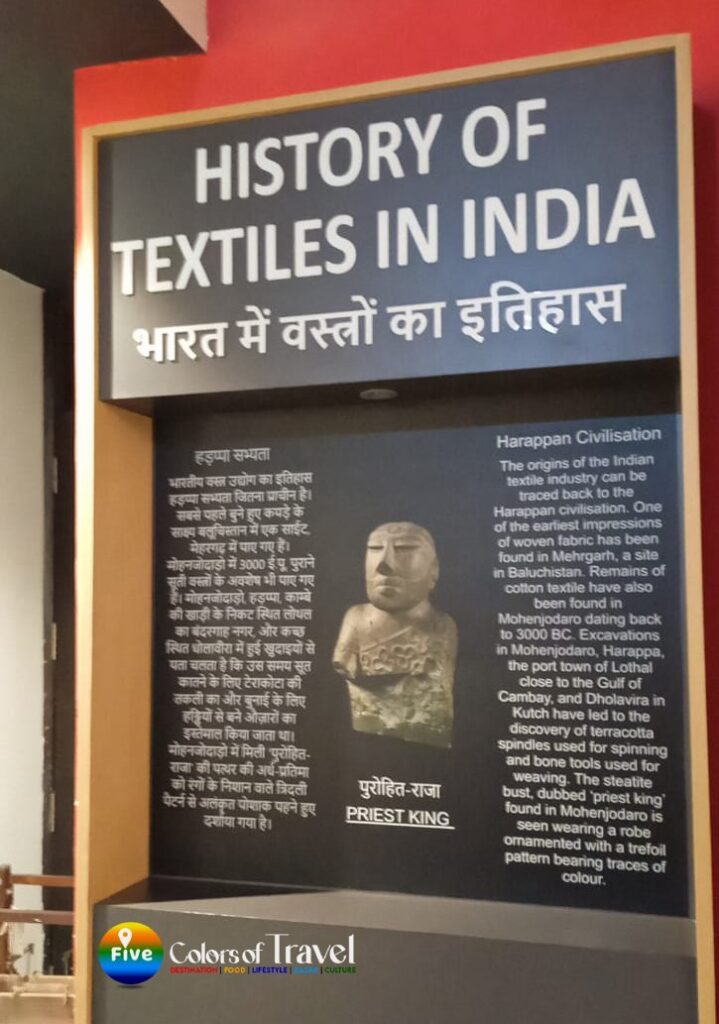 HISTORY OF
TEXTILES IN INDIA
भारत में वस्त्रों का इतिहास
हड़प्पा सभ्यता
भारतीय वस्त्र उद्योग का इतिहास
हड़प्पा सभ्यता जितना प्राचीन है।
सबसे पहले बुने हुए कपड़े के
साक्ष्य बलूचिस्तान में एक साईट,
मेहरगढ़ में पाए गए हैं।
मोहनजोदाड़ो में 3000 ई.पू. पुराने
सूती वस्त्रों के अवशेष भी पाए गए
हैं। मोहनजोदाड़ो, हड़प्पा, काम्बे
की खाड़ी के निकट स्थित लोथल
का बंदरगाह नगर, और कच्छ
स्थित धोलावीरा में हुई खुदाइयों से
पता चलता है कि उस समय सूत
कातने के लिए टेराकोटा की
तकली का और बुनाई के लिए
हड्डियों से बने औज़ारों का
इस्तेमाल किया जाता था।
मोहनजोदाड़ो में मिली 'पुरोहित-
राजा' की पत्थर की अर्ध-प्रतिमा
को रंगों के निशान वाले त्रिदली
पैटर्न से अलंकृत पोशाक पहने हुए
दर्शाया गया है।
पुरोहित-राजा
PRIEST KING
Harappan Civilisation
The origins of the Indian
textile industry can be
traced back to the
Harappan civilisation. One
of the earliest impressions
of woven fabric has been
found in Mehrgarh, a site
in Baluchistan. Remains of
cotton textile have also
been found in
Mohenjodaro dating back
to 3000 BC. Excavations
in Mohenjodaro, Harappa,
the port town of Lothal
close to the Gulf of
Cambay, and Dholavira in
Kutch have led to the
discovery of terracotta
spindles used for spinning
and bone tools used for
weaving. The steatite
bust, dubbed 'priest king'
found in Mohenjodaro is
seen wearing a robe
ornamented with a trefoil
pattern bearing traces of
colour.
Five Colors of Travel
DESTINATION | FOOD | LIFESTYLE | BAZAR | CULTURE